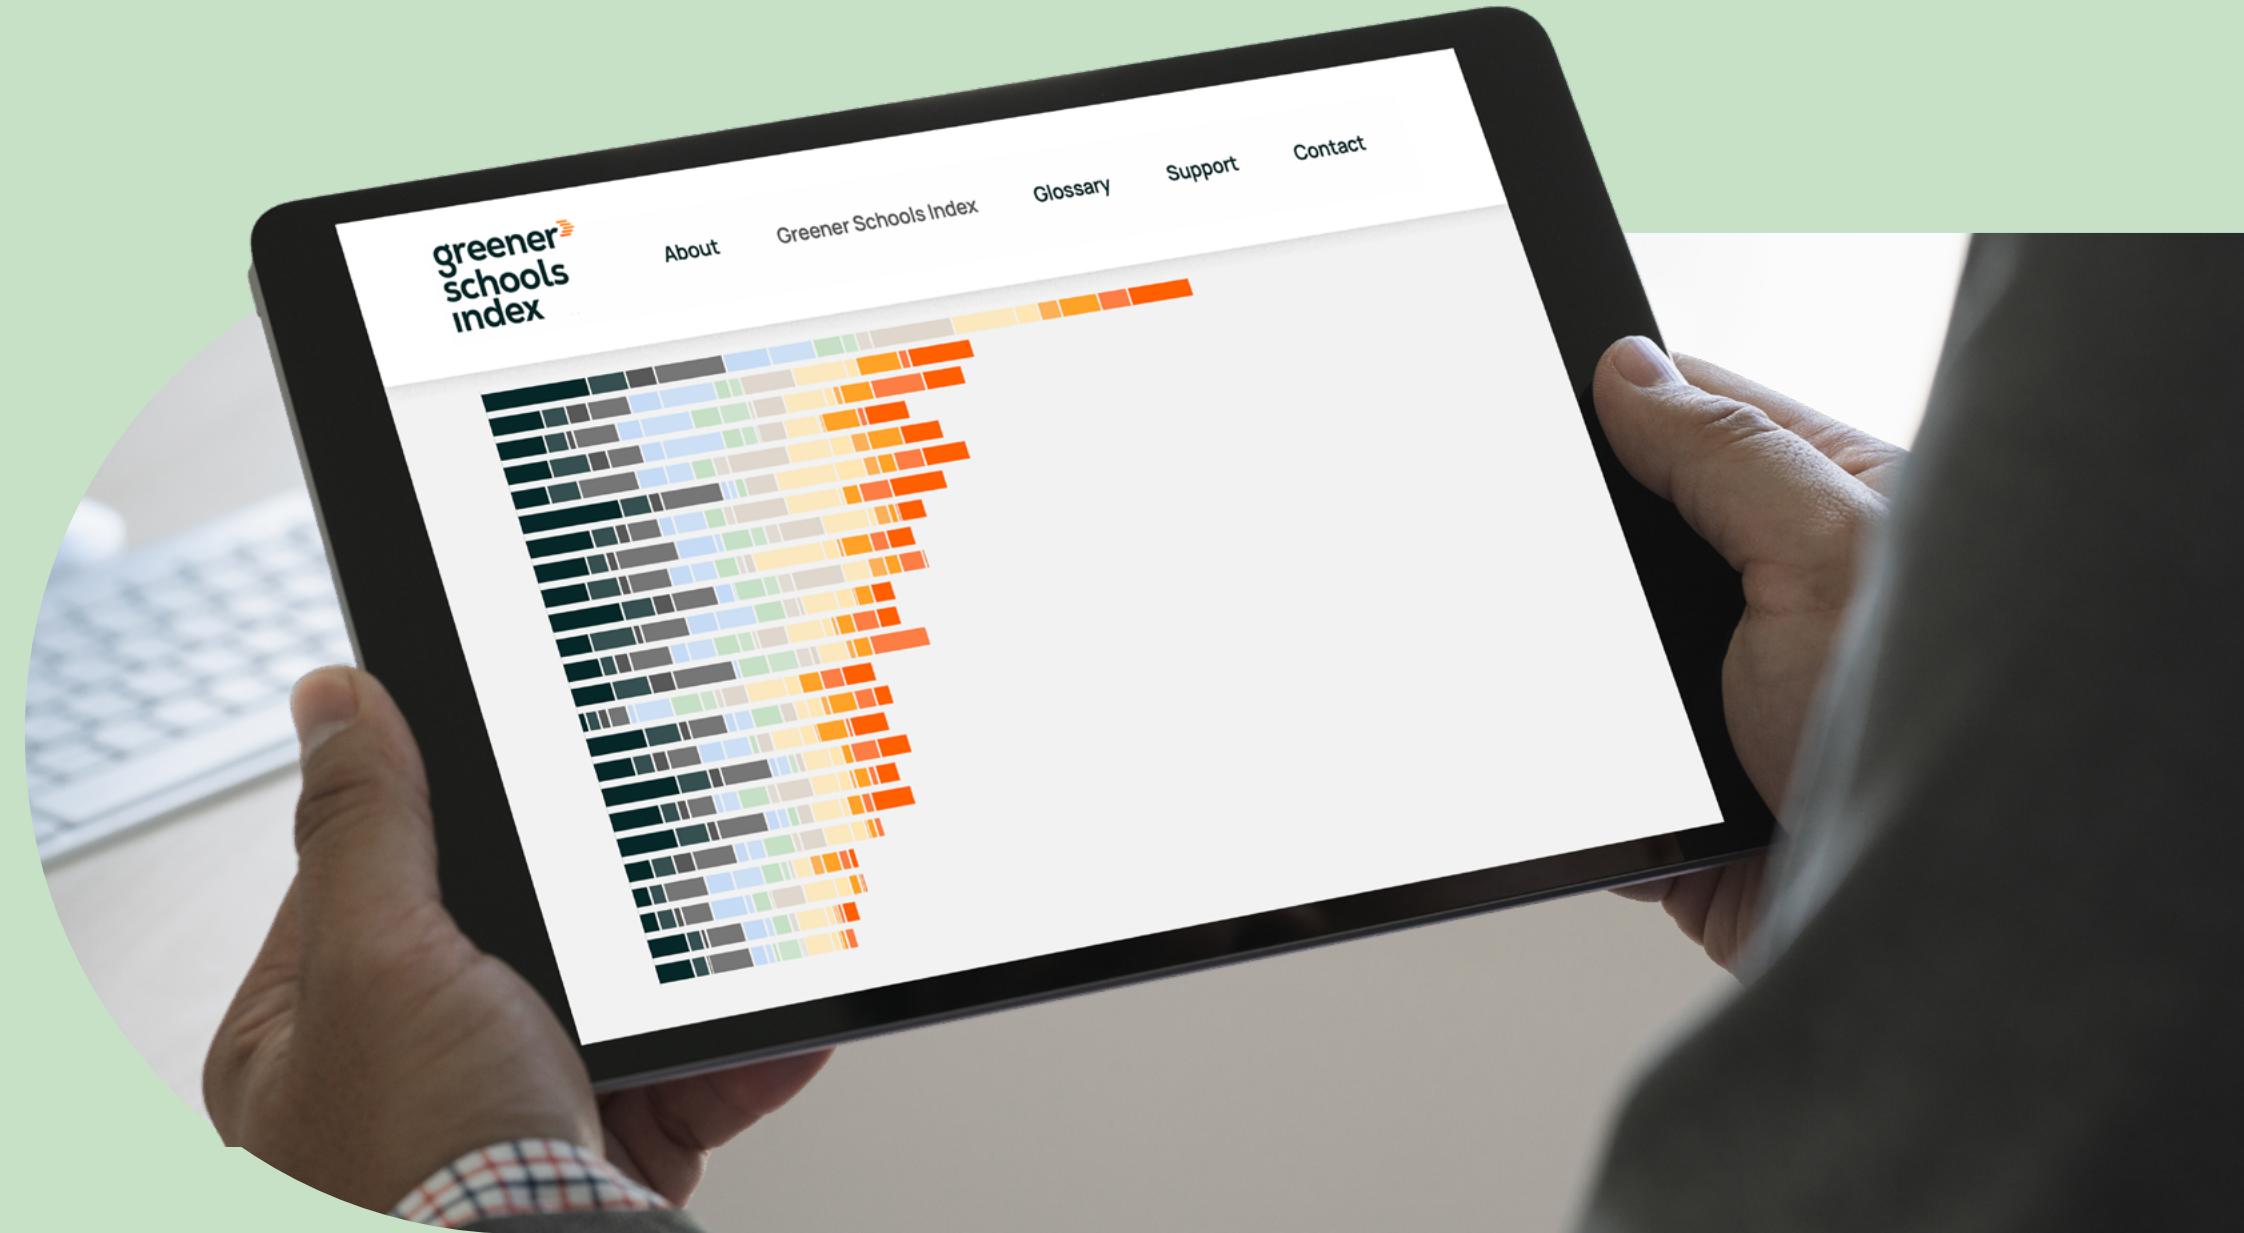 greener
schools
index
About
Greener Schools Index
Glossary
Support
Contact